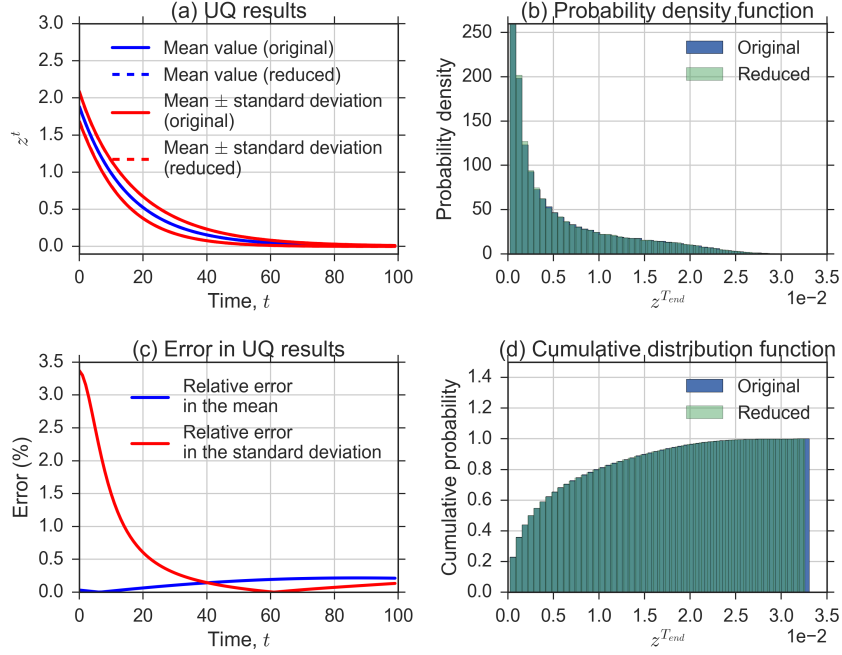 (a) UQ results
3.0
2.5
2.0
1.5
1.0
0.5
0.0
z^t
Mean value (original)
Mean value (reduced)
Mean ± standard deviation
(original)
Mean ± standard deviation
(reduced)
0 20 40 60 80 100
Time, t
(b) Probability density function
250
200
150
100
50
0
Probability density
Original
Reduced
0.0 0.5 1.0 1.5 2.0 2.5 3.0 3.5
1e−2
z^{T_{end}}
(c) Error in UQ results
3.5
3.0
2.5
2.0
1.5
1.0
0.5
0.0
Error (%)
Relative error
in the mean
Relative error
in the standard deviation
0 20 40 60 80 100
Time, t
(d) Cumulative distribution function
1.4
1.2
1.0
0.8
0.6
0.4
0.2
0.0
Cumulative probability
Original
Reduced
0.0 0.5 1.0 1.5 2.0 2.5 3.0 3.5
1e−2
z^{T_{end}}